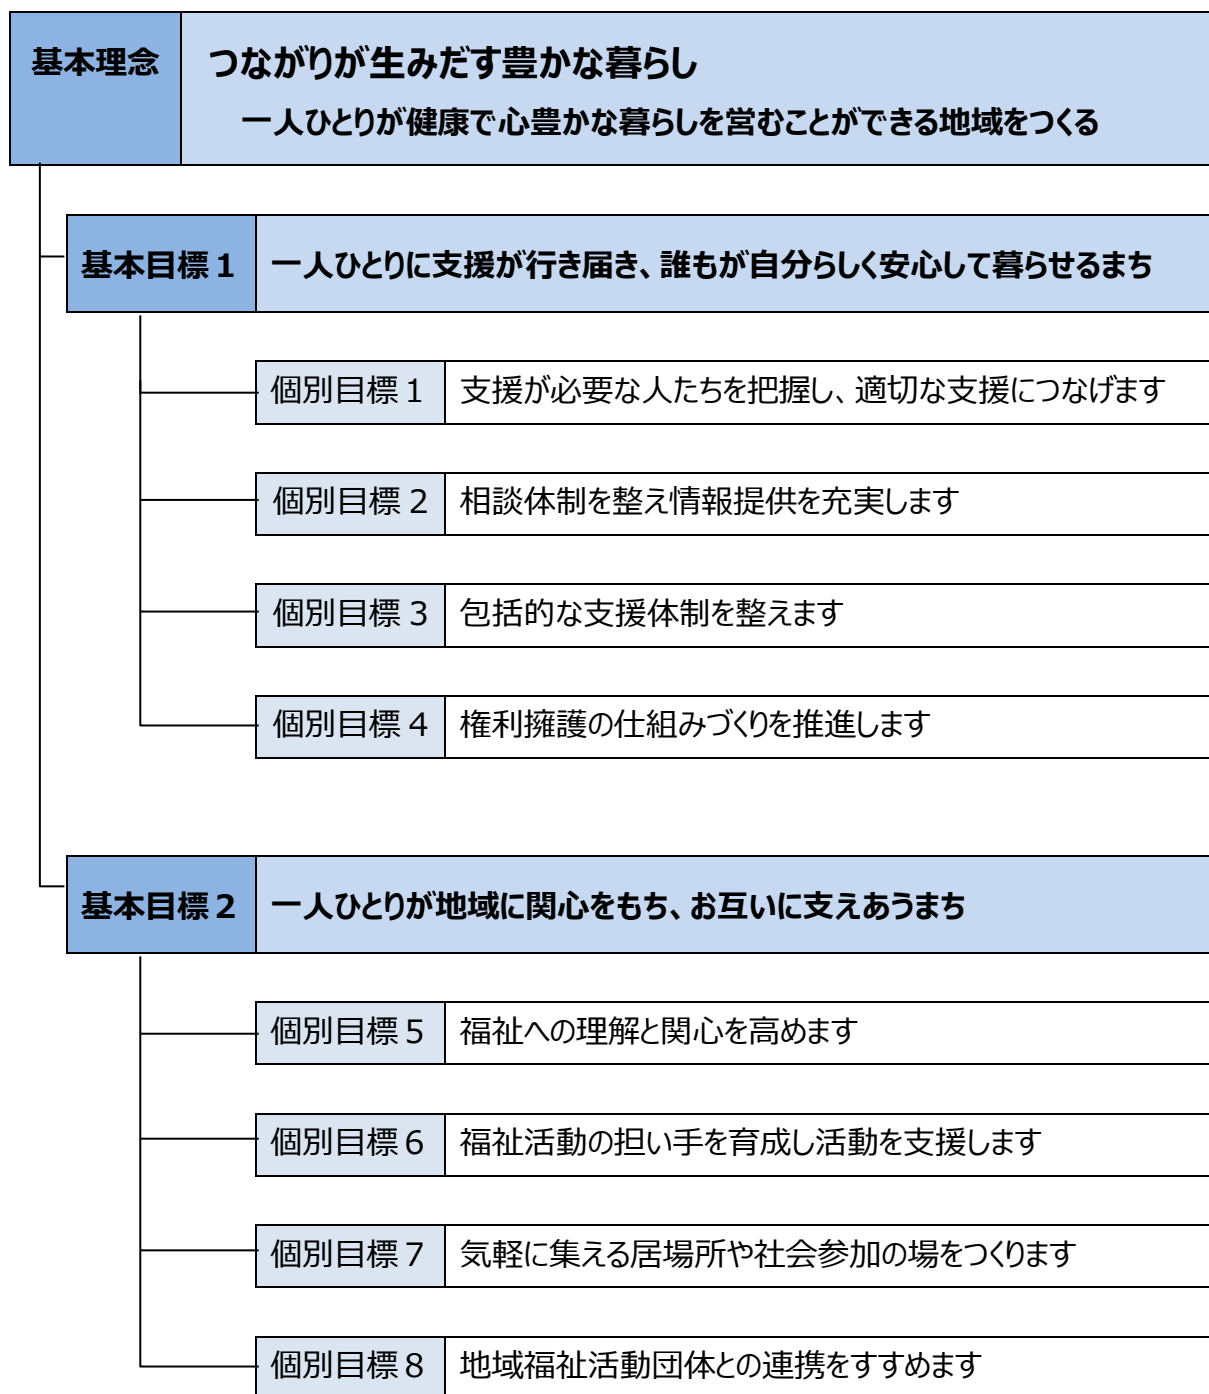 基本理念 つながりが生みだす豊かな暮らし
一人ひとりが健康で心豊かな暮らしを営むことができる地域をつくる
基本目標１ 一人ひとりに支援が行き届き、誰もが自分らしく安心して暮らせるまち
個別目標１ 支援が必要な人たちを把握し、適切な支援につなげます
個別目標２ 相談体制を整え情報提供を充実します
個別目標３ 包括的な支援体制を整えます
個別目標４ 権利擁護の仕組みづくりを推進します
基本目標２ 一人ひとりが地域に関心をもち、お互いに支えあうまち
個別目標５ 福祉への理解と関心を高めます
個別目標６ 福祉活動の担い手を育成し活動を支援します
個別目標７ 気軽に集える居場所や社会参加の場をつくります
個別目標８ 地域福祉活動団体との連携をすすめます